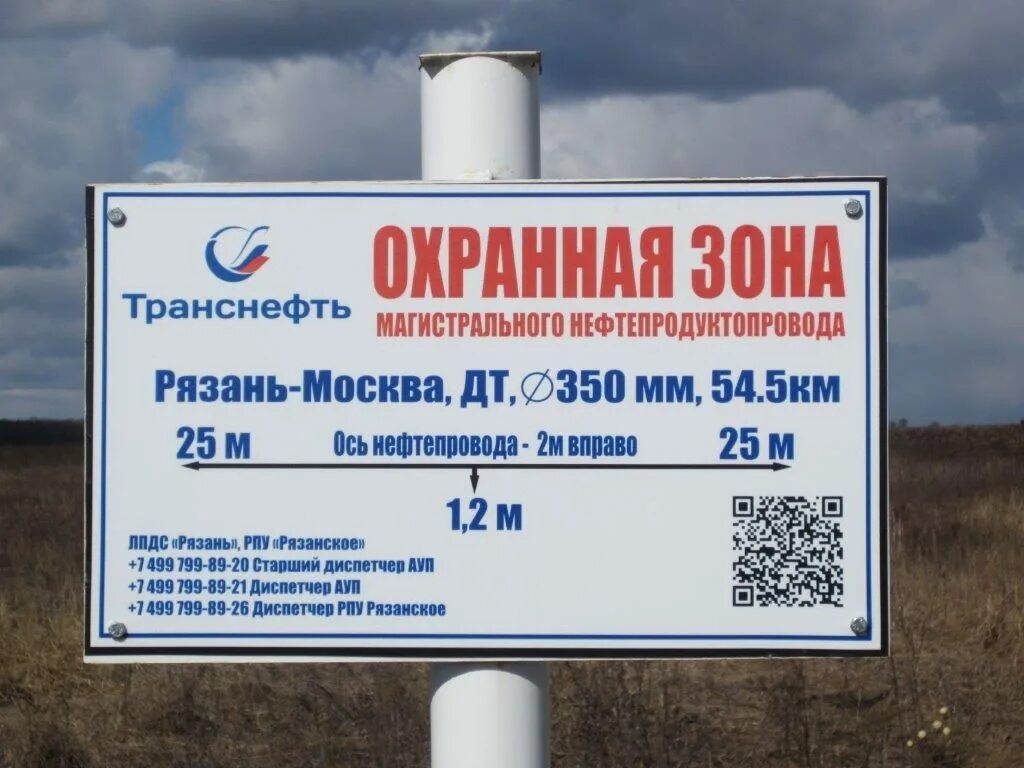 Транснефть
ОХРАННАЯ ЗОНА
МАГИСТРАЛЬНОГО НЕФТЕПРОДУКТОПРОВОДА
Рязань-Москва, ДТ,∅350 мм, 54.5км
25 м Ось нефтепровода - 2м вправо 25 м
1,2 м
ЛПДС «Рязань», РПУ «Рязанское»
+7 499 799-89-20 Старший диспетчер АУП
+7 499 799-89-21 Диспетчер АУП
+7 499 799-89-26 Диспетчер РПУ Рязанское